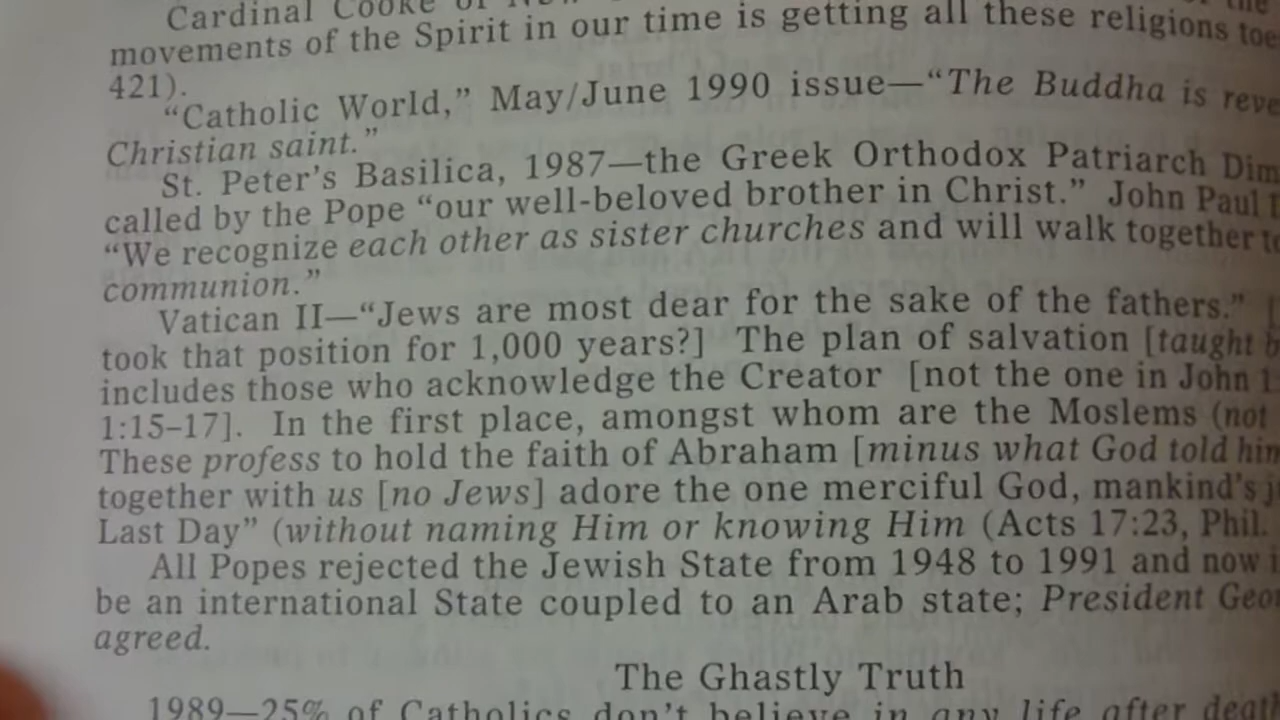 Cardinal Cooke of
movements of the Spirit in our time is getting all these religions
421).
“Catholic World,” May/June 1990 issue—“The Buddha is
Christian saint.”
St. Peter’s Basilica, 1987—the Greek Orthodox Patriarch
called by the Pope “our well-beloved brother in Christ.” John Paul
“We recognize each other as sister churches and will walk together
communion.”
Vatican II—“Jews are most dear for the sake of the fathers.” [
took that position for 1,000 years?] The plan of salvation [taught
includes those who acknowledge the Creator [not the one in John
1:15–17]. In the first place, amongst whom are the Moslems (not
These profess to hold the faith of Abraham [minus what God told
together with us [no Jews] adore the one merciful God, mankind’s
Last Day” (without naming Him or knowing Him (Acts 17:23, Phil.
All Popes rejected the Jewish State from 1948 to 1991 and now
be an international State coupled to an Arab state; President
agreed.
The Ghastly Truth
1989—25% of Catholics don’t believe in any life after